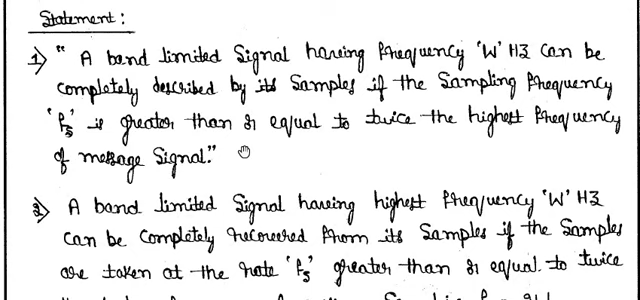 Statement :
1) " A band limited Signal having frequency 'W' HZ can be
completely described by its Samples if the Sampling frequency
'fs' is greater than or equal to twice the highest frequency
of message Signal."
2) A band limited Signal having highest frequency 'W' HZ
can be completely recovered from its Samples if the Samples
are taken at the rate 'fs' greater than or equal to twice